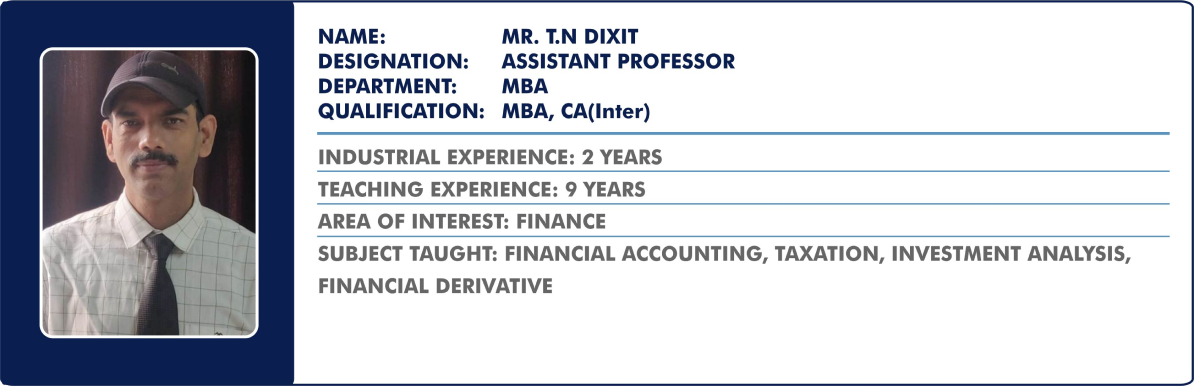 NAME: MR. T.N DIXIT
DESIGNATION: ASSISTANT PROFESSOR
DEPARTMENT: MBA
QUALIFICATION: MBA, CA(Inter)
INDUSTRIAL EXPERIENCE: 2 YEARS
TEACHING EXPERIENCE: 9 YEARS
AREA OF INTEREST: FINANCE
SUBJECT TAUGHT: FINANCIAL ACCOUNTING, TAXATION, INVESTMENT ANALYSIS,
FINANCIAL DERIVATIVE